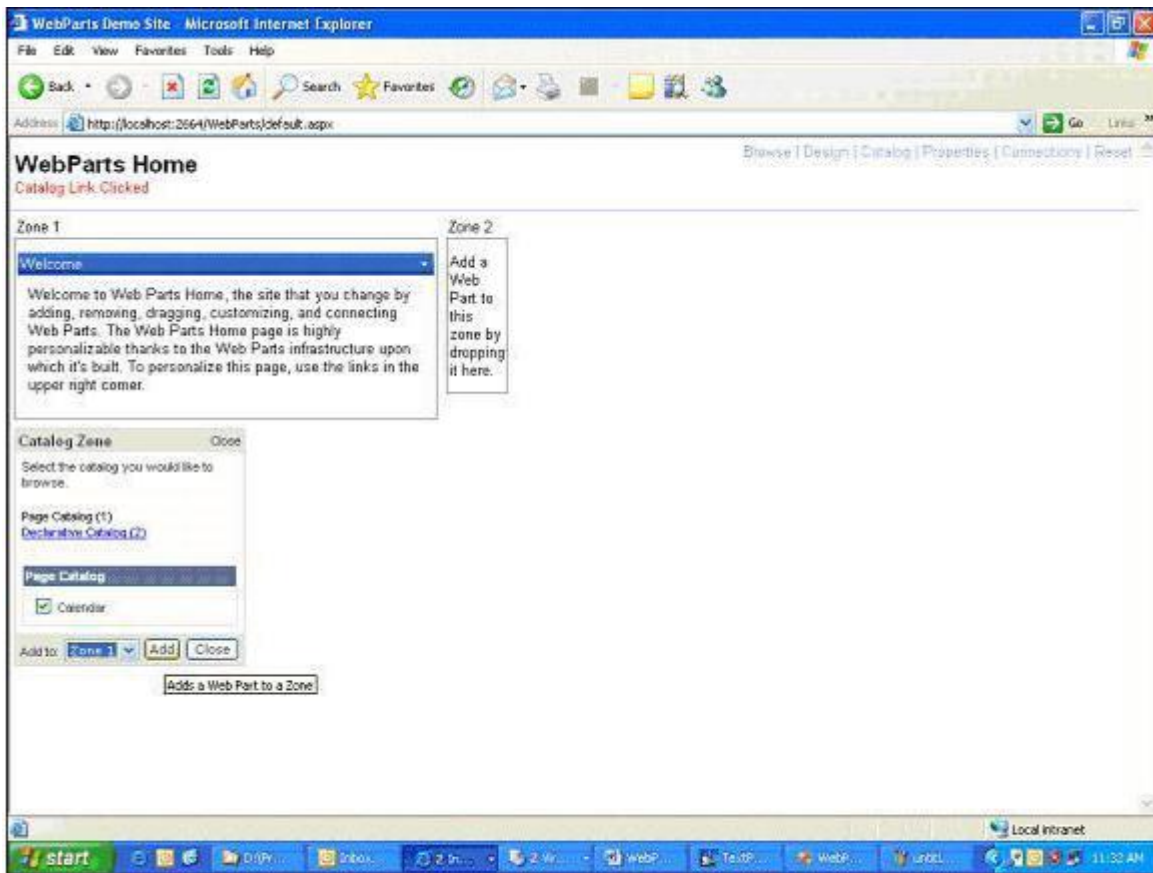 WebParts Demo Site - Microsoft Internet Explorer
File Edit View Favorites Tools Help
Back Search Favorites
Address http://localhost:2664/WebParts/default.aspx Go Links »
WebParts Home
Browse | Design | Catalog | Properties | Connections | Reset
Catalog Link Clicked
Zone 1
Zone 2
Welcome
Welcome to Web Parts Home, the site that you change by
adding, removing, dragging, customizing, and connecting
Web Parts. The Web Parts Home page is highly
personalizable thanks to the Web Parts infrastructure upon
which it's built. To personalize this page, use the links in the
upper right corner.
Add a
Web
Part to
this
zone by
dropping
it here.
Catalog Zone Close
Select the catalog you would like to
browse.
Page Catalog (1)
Declarative Catalog (2)
Page Catalog
Calendar
Add to: Zone 1 Add Close
Adds a Web Part to a Zone
Local intranet
start Inbox... 2 In... 2 W... WebP... TextP... WebP... 11:32 AM